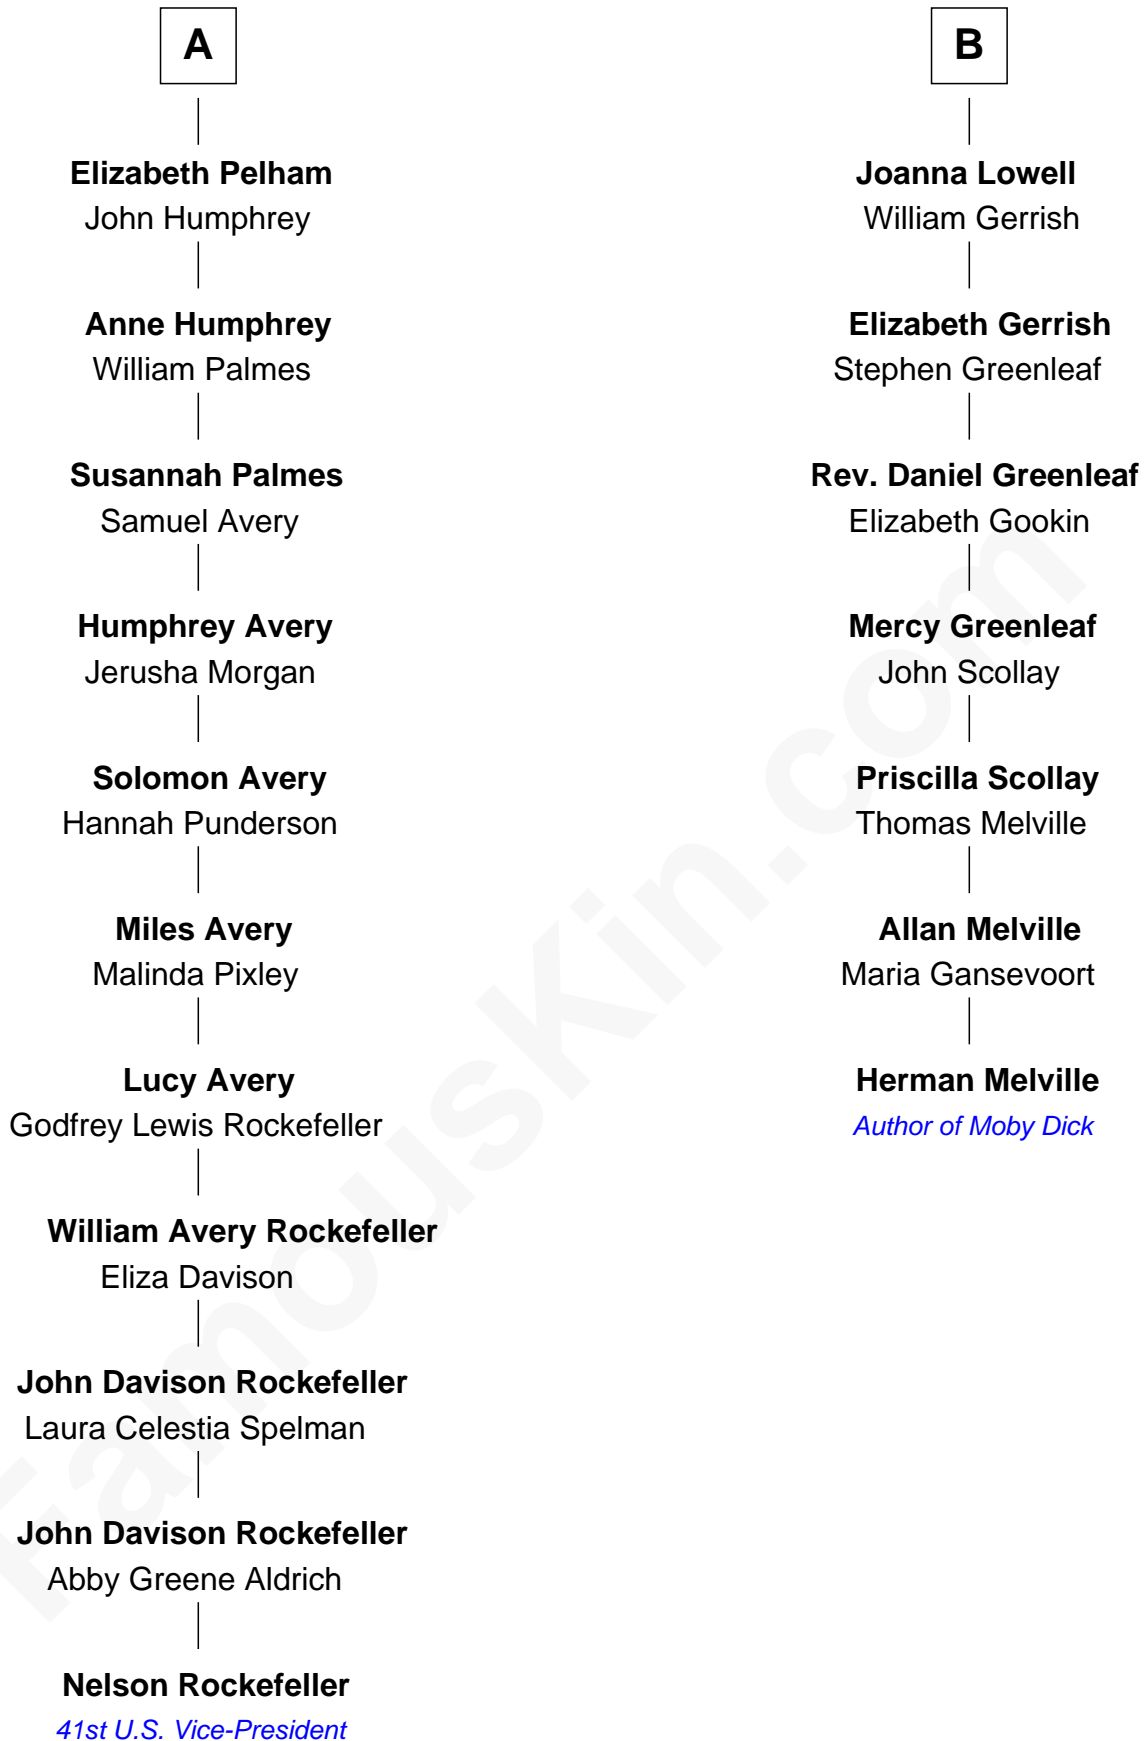 A
Elizabeth Pelham
John Humphrey
Anne Humphrey
William Palmes
Susannah Palmes
Samuel Avery
Humphrey Avery
Jerusha Morgan
Solomon Avery
Hannah Punderson
Miles Avery
Malinda Pixley
Lucy Avery
Godfrey Lewis Rockefeller
William Avery Rockefeller
Eliza Davison
John Davison Rockefeller
Laura Celestia Spelman
John Davison Rockefeller
Abby Greene Aldrich
Nelson Rockefeller
41st U.S. Vice-President
B
Joanna Lowell
William Gerrish
Elizabeth Gerrish
Stephen Greenleaf
Rev. Daniel Greenleaf
Elizabeth Gookin
Mercy Greenleaf
John Scollay
Priscilla Scollay
Thomas Melville
Allan Melville
Maria Gansevoort
Herman Melville
Author of Moby Dick
FamousKin.com